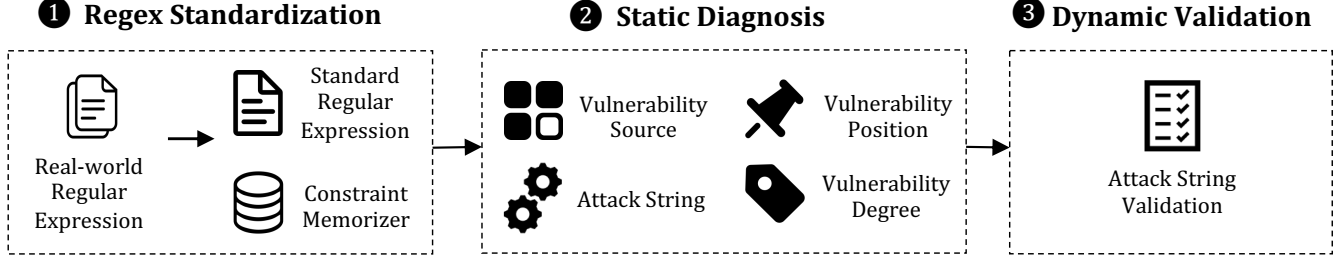 ❶ Regex Standardization
Real-world
Regular
Expression
Standard
Regular
Expression
Constraint
Memorizer
❷ Static Diagnosis
Vulnerability
Source
Vulnerability
Position
Attack String
Vulnerability
Degree
❸ Dynamic Validation
Attack String
Validation